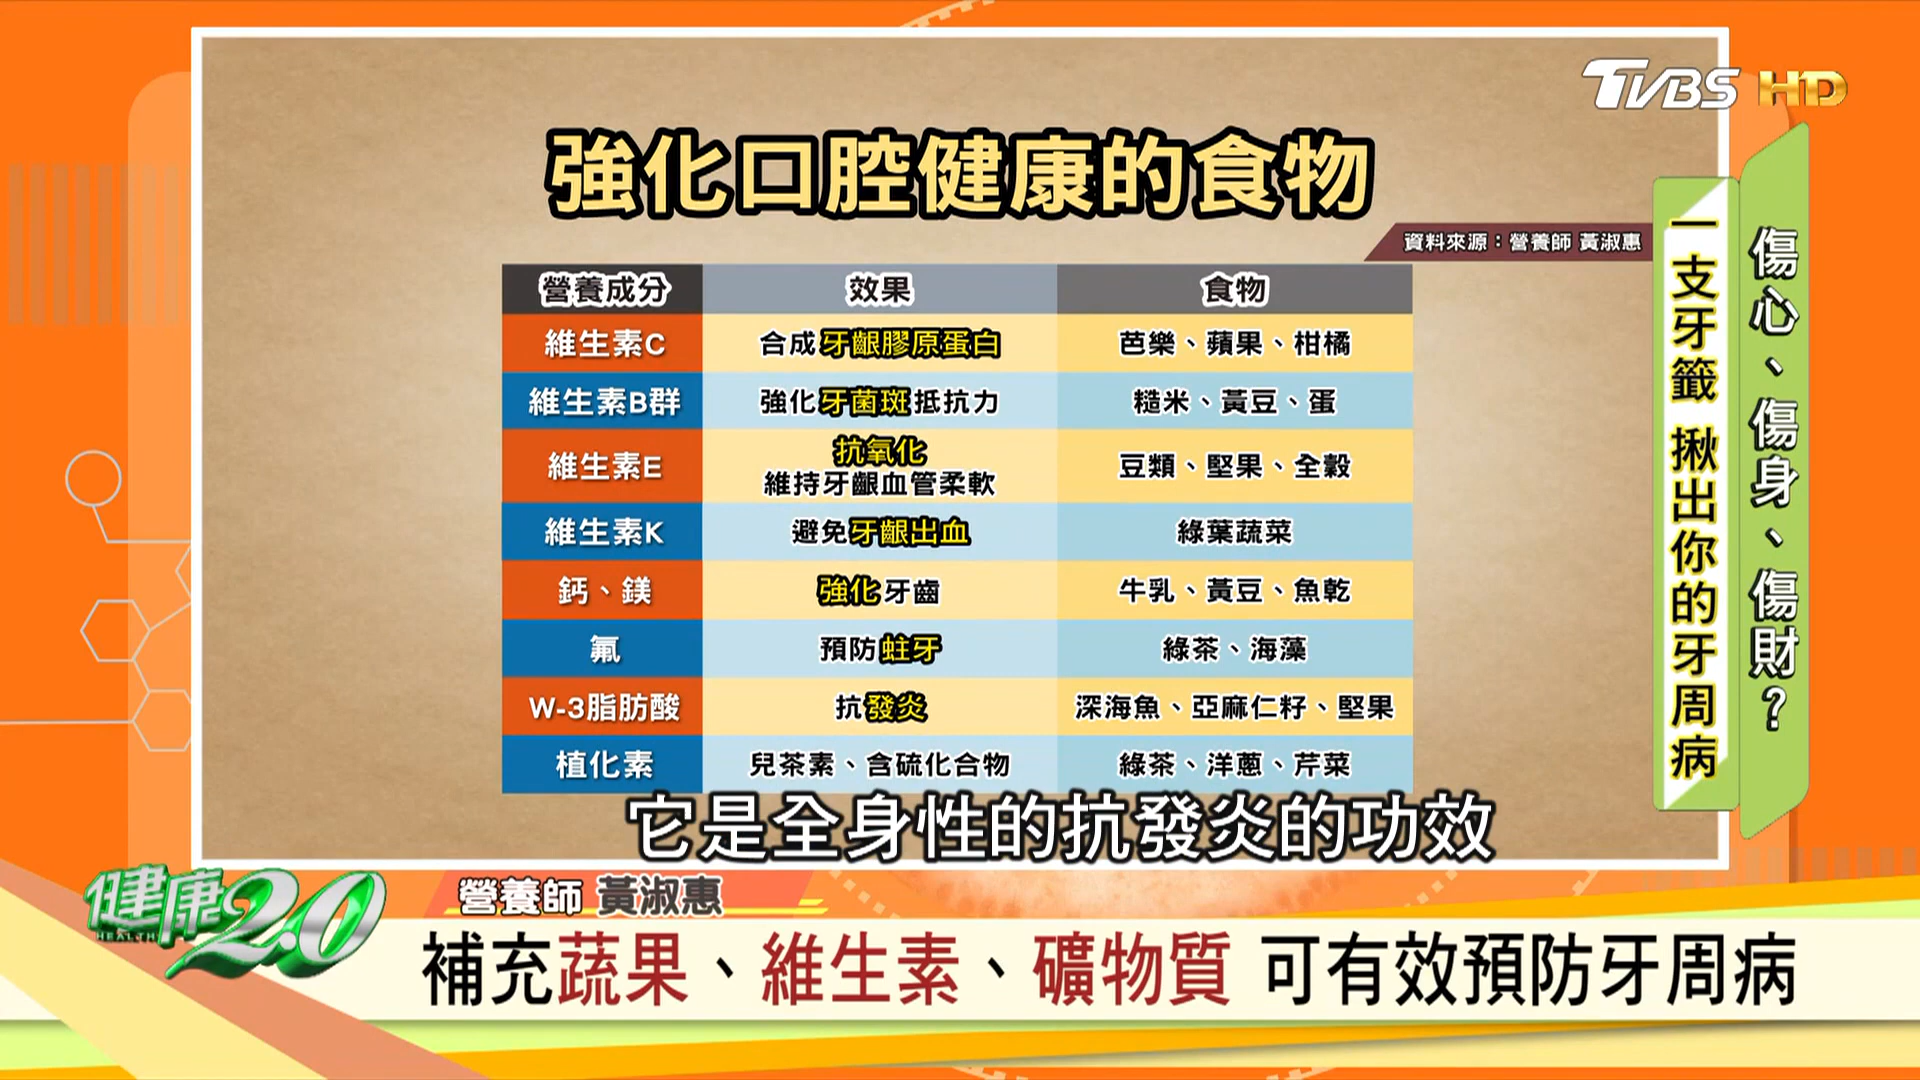 TVBS HD
強化口腔健康的食物
資料來源：營養師 黃淑惠
營養成分 效果 食物
維生素C 合成牙齦膠原蛋白 芭樂、蘋果、柑橘
維生素B群 強化牙菌斑抵抗力 糙米、黃豆、蛋
維生素E 抗氧化 豆類、堅果、全穀
維持牙齦血管柔軟
維生素K 避免牙齦出血 綠葉蔬菜
鈣、鎂 強化牙齒 牛乳、黃豆、魚乾
氟 預防蛀牙 綠茶、海藻
W-3脂肪酸 抗發炎 深海魚、亞麻仁籽、堅果
植化素 兒茶素、含硫化合物 綠茶、洋蔥、芹菜
傷心、傷身、傷財？
一支牙籤 揪出你的牙周病
它是全身性的抗發炎的功效
健康2.0
HEALTH
營養師 黃淑惠
補充蔬果、維生素、礦物質 可有效預防牙周病